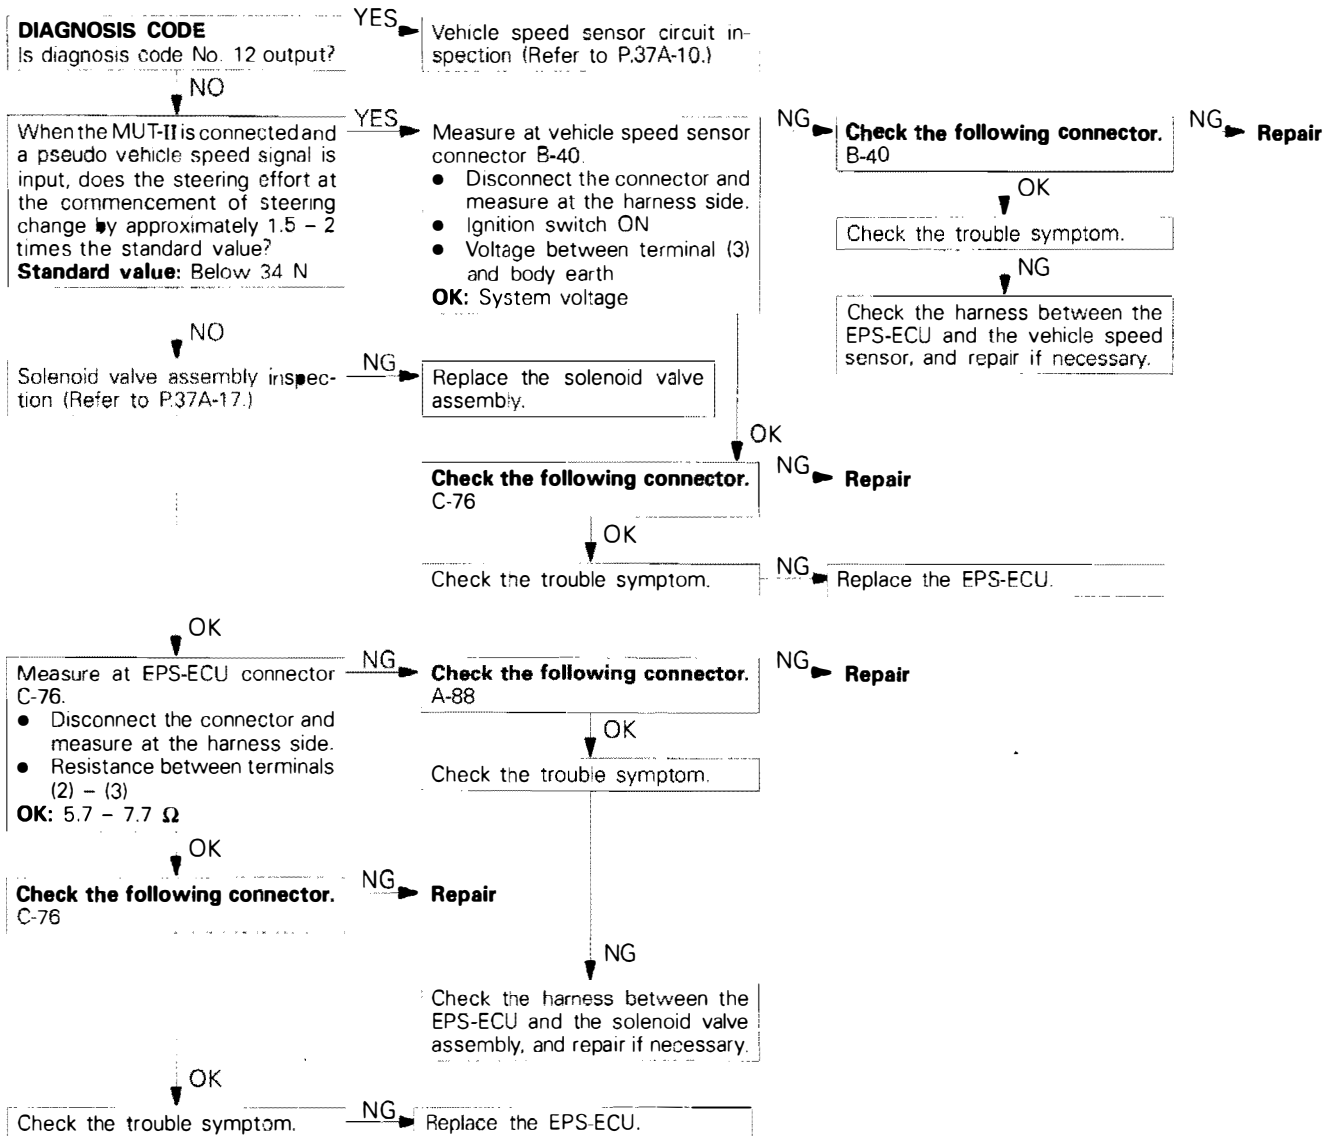 DIAGNOSIS CODE
Is diagnosis code No. 12 output?
YES
Vehicle speed sensor circuit in-
spection (Refer to P.37A-10.)
NO
When the MUT-II is connected and
a pseudo vehicle speed signal is
input, does the steering effort at
the commencement of steering
change by approximately 1.5 – 2
times the standard value?
Standard value: Below 34 N
YES
Measure at vehicle speed sensor
connector B-40.
● Disconnect the connector and
measure at the harness side.
● Ignition switch ON
● Voltage between terminal (3)
and body earth
OK: System voltage
NG
Check the following connector.
B-40
NG
Repair
OK
Check the trouble symptom.
NG
Check the harness between the
EPS-ECU and the vehicle speed
sensor, and repair if necessary.
NO
Solenoid valve assembly inspec-
tion (Refer to P.37A-17.)
NG
Replace the solenoid valve
assembly.
OK
Check the following connector.
C-76
NG
Repair
OK
Check the trouble symptom.
NG
Replace the EPS-ECU.
OK
Measure at EPS-ECU connector
C-76.
● Disconnect the connector and
measure at the harness side.
● Resistance between terminals
(2) – (3)
OK: 5.7 – 7.7 Ω
NG
Check the following connector.
A-88
NG
Repair
OK
Check the trouble symptom.
OK
Check the following connector.
C-76
NG
Repair
NG
Check the harness between the
EPS-ECU and the solenoid valve
assembly, and repair if necessary.
OK
Check the trouble symptom.
NG
Replace the EPS-ECU.